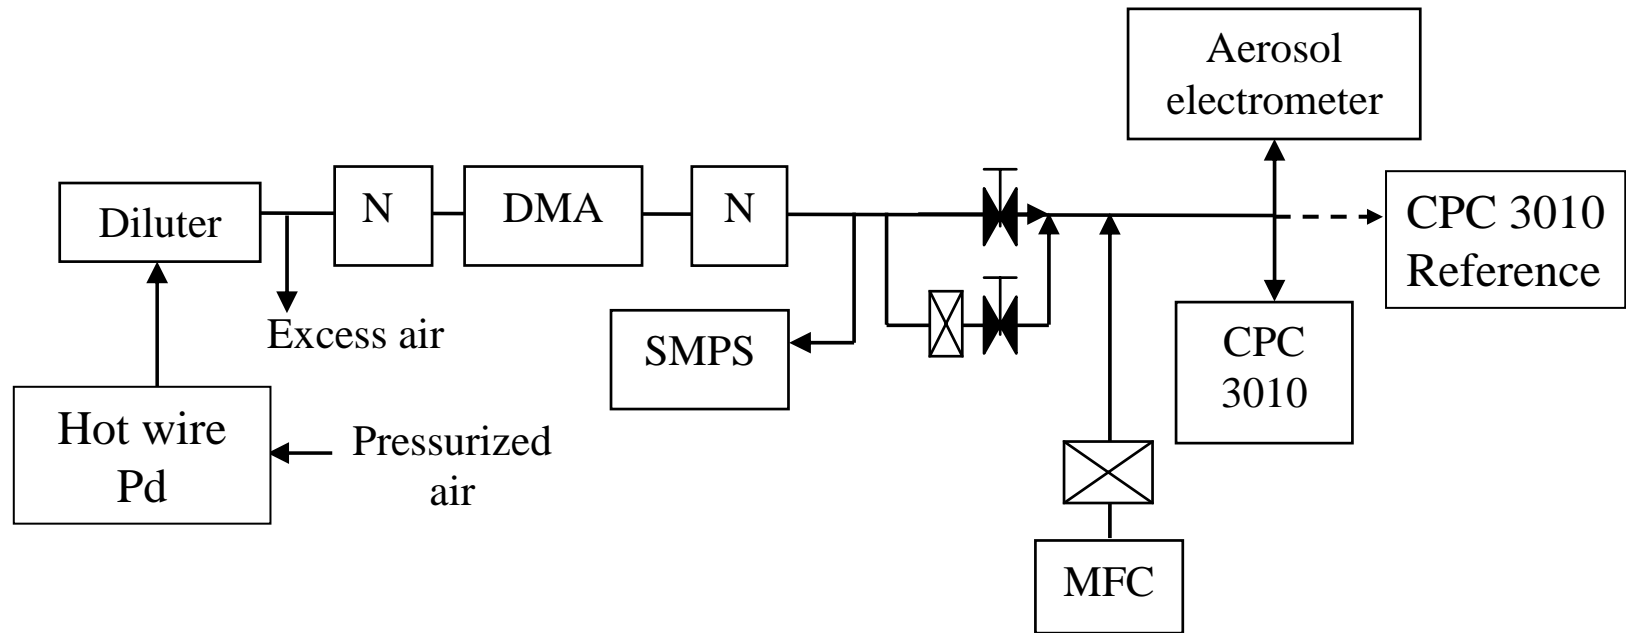 Aerosol
electrometer
Diluter
N
DMA
N
CPC 3010
Reference
Excess air
SMPS
CPC
3010
Hot wire
Pd
Pressurized
air
MFC